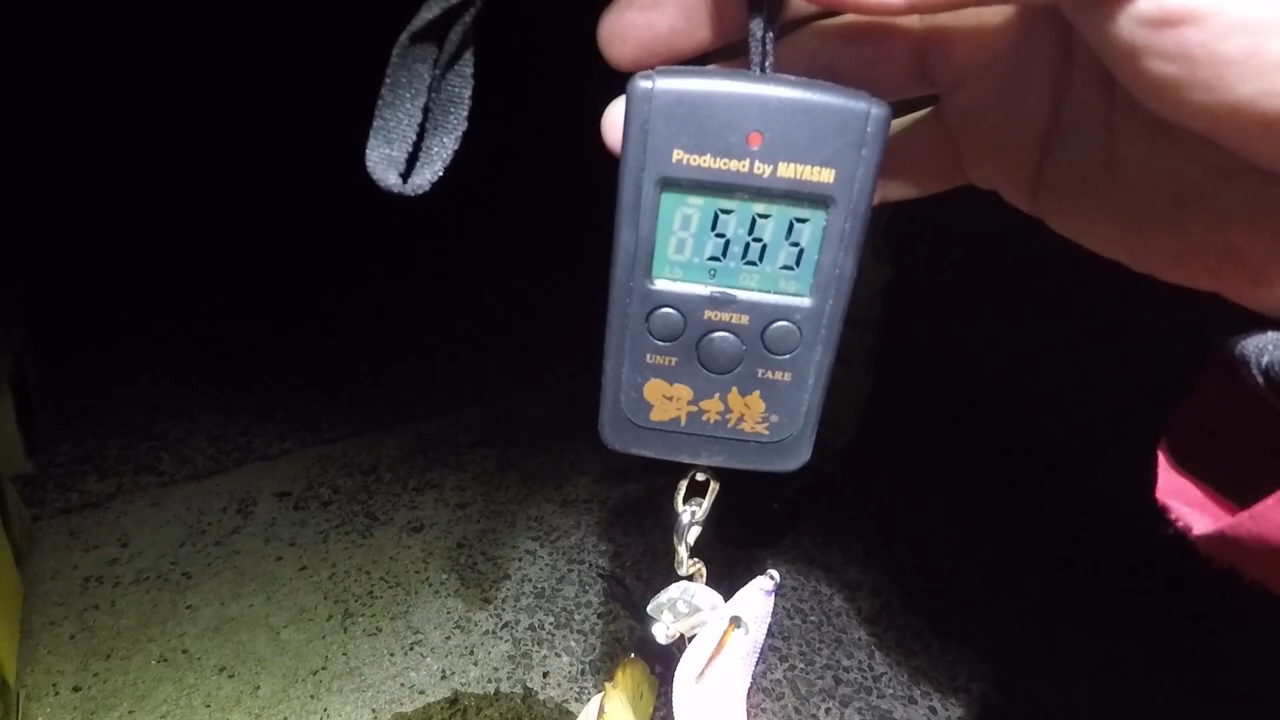 Produced by HAYASHI
565
Lb g OZ kg
POWER
UNIT
TARE
餌木猿®